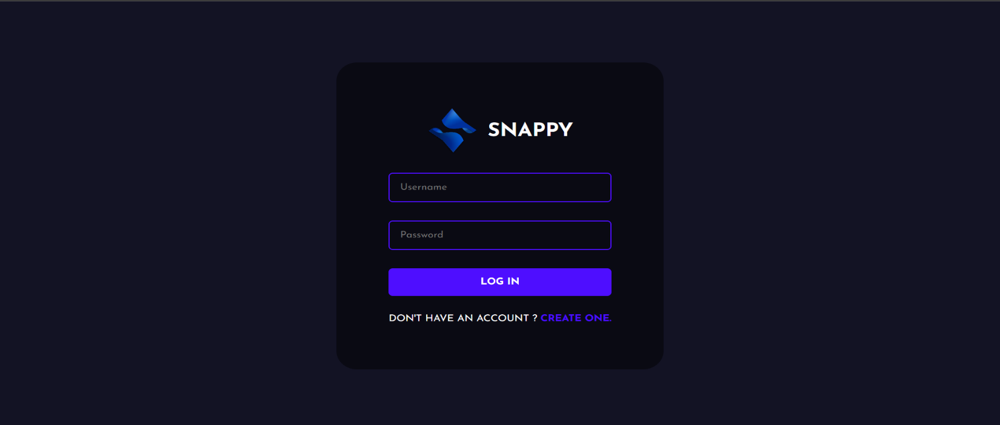 SNAPPY
Username
Password
LOG IN
DON'T HAVE AN ACCOUNT ? CREATE ONE.